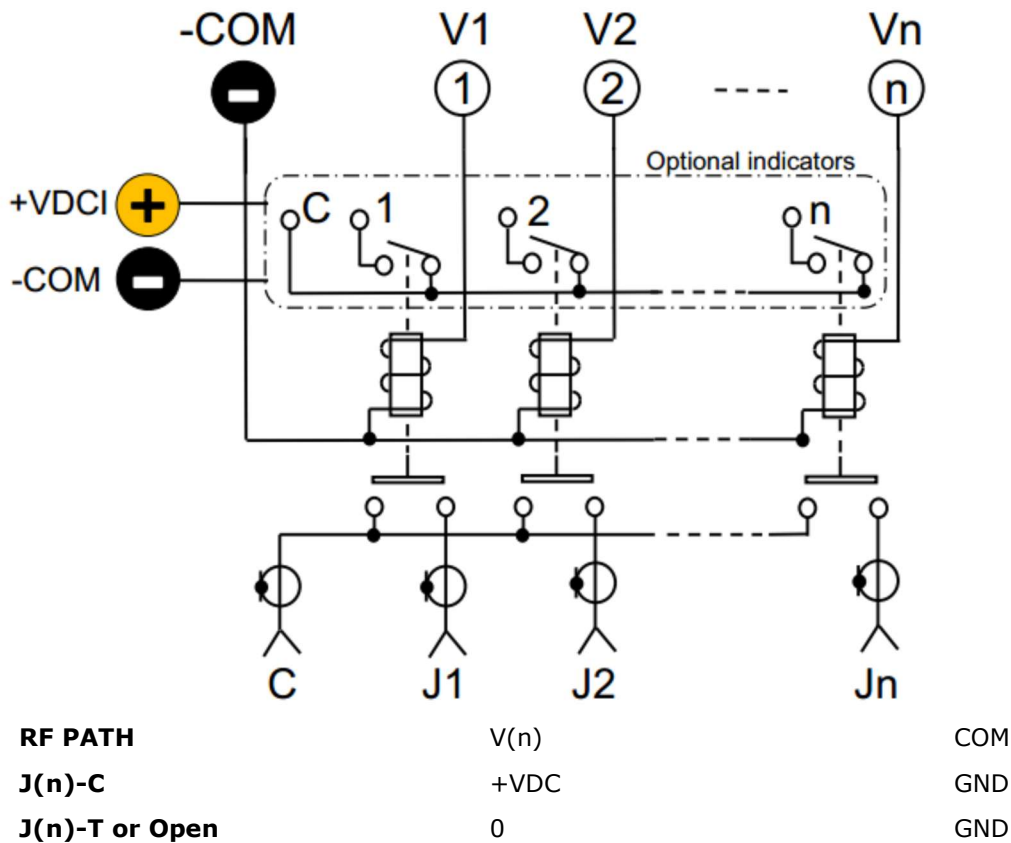 -COM V1 V2 Vn
1 2 n
Optional indicators
+VDCI
C 1 2 n
-COM
C J1 J2 Jn
RF PATH V(n) COM
J(n)-C +VDC GND
J(n)-T or Open 0 GND